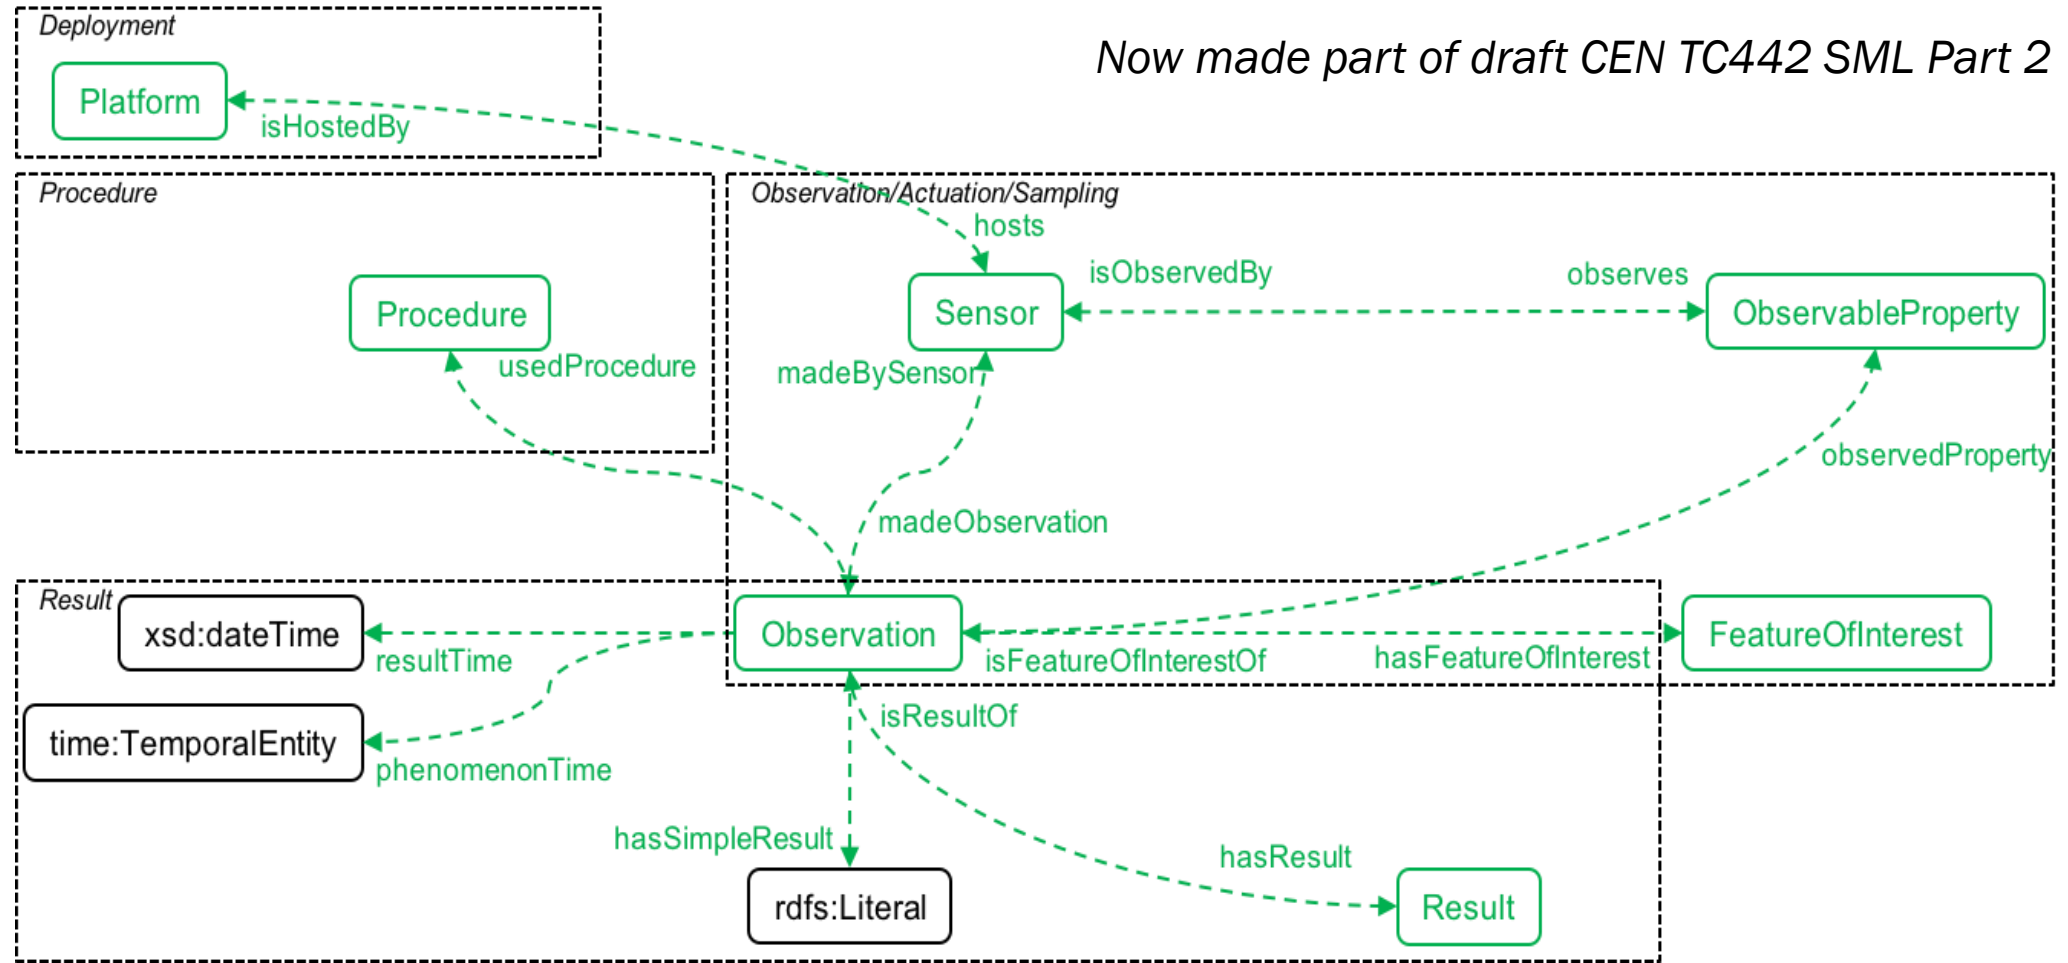 Deployment
Now made part of draft CEN TC442 SML Part 2
Platform
isHostedBy
Procedure
Observation/Actuation/Sampling
hosts
isObservedBy
observes
Procedure
Sensor
ObservableProperty
usedProcedure
madeBySensor
observedProperty
madeObservation
Result
xsd:dateTime
Observation
FeatureOfInterest
resultTime
isFeatureOfInterestOf
hasFeatureOfInterest
isResultOf
time:TemporalEntity
phenomenonTime
hasSimpleResult
hasResult
rdfs:Literal
Result